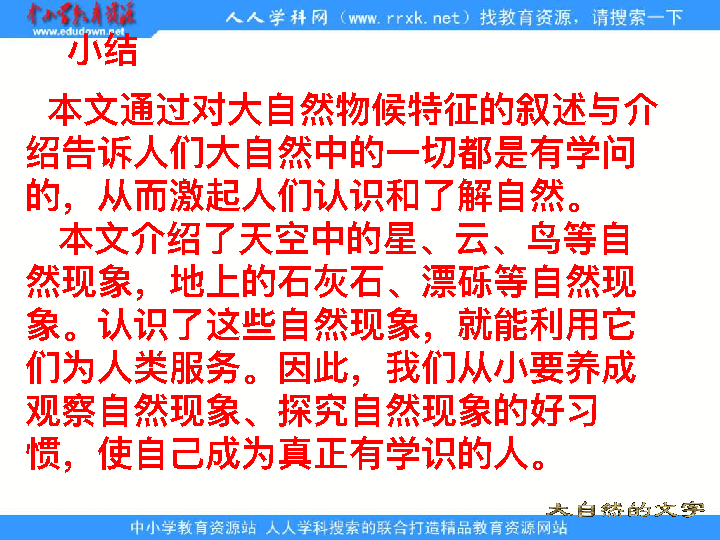 中小学教育资源
www.edudown.net
人人学科网（www.rrxk.net）找教育资源，请搜索一下
小结
本文通过对大自然物候特征的叙述与介
绍告诉人们大自然中的一切都是有学问
的，从而激起人们认识和了解自然。
本文介绍了天空中的星、云、鸟等自
然现象，地上的石灰石、漂砾等自然现
象。认识了这些自然现象，就能利用它
们为人类服务。因此，我们从小要养成
观察自然现象、探究自然现象的好习
惯，使自己成为真正有学识的人。
大自然的文字
中小学教育资源站 人人学科搜索的联合打造精品教育资源网站